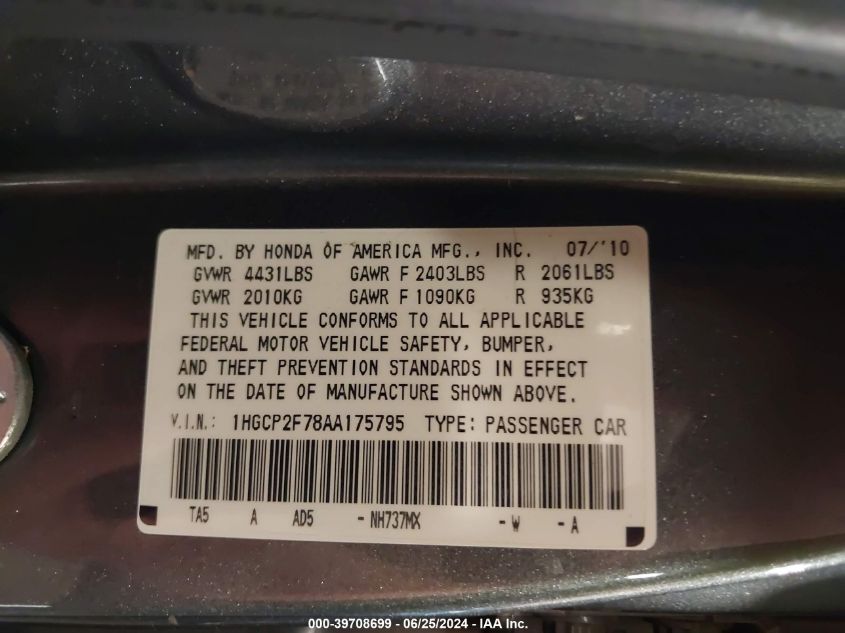 MFD. BY HONDA OF AMERICA MFG., INC. 07/'10
GVWR 4431LBS GAWR F 2403LBS R 2061LBS
GVWR 2010KG GAWR F 1090KG R 935KG
THIS VEHICLE CONFORMS TO ALL APPLICABLE
FEDERAL MOTOR VEHICLE SAFETY, BUMPER,
AND THEFT PREVENTION STANDARDS IN EFFECT
ON THE DATE OF MANUFACTURE SHOWN ABOVE.
V.I.N.: 1HGCP2F78AA175795 TYPE: PASSENGER CAR
TA5 A AD5 - NH737MX - W - A
000-39708699 - 06/25/2024 - IAA Inc.